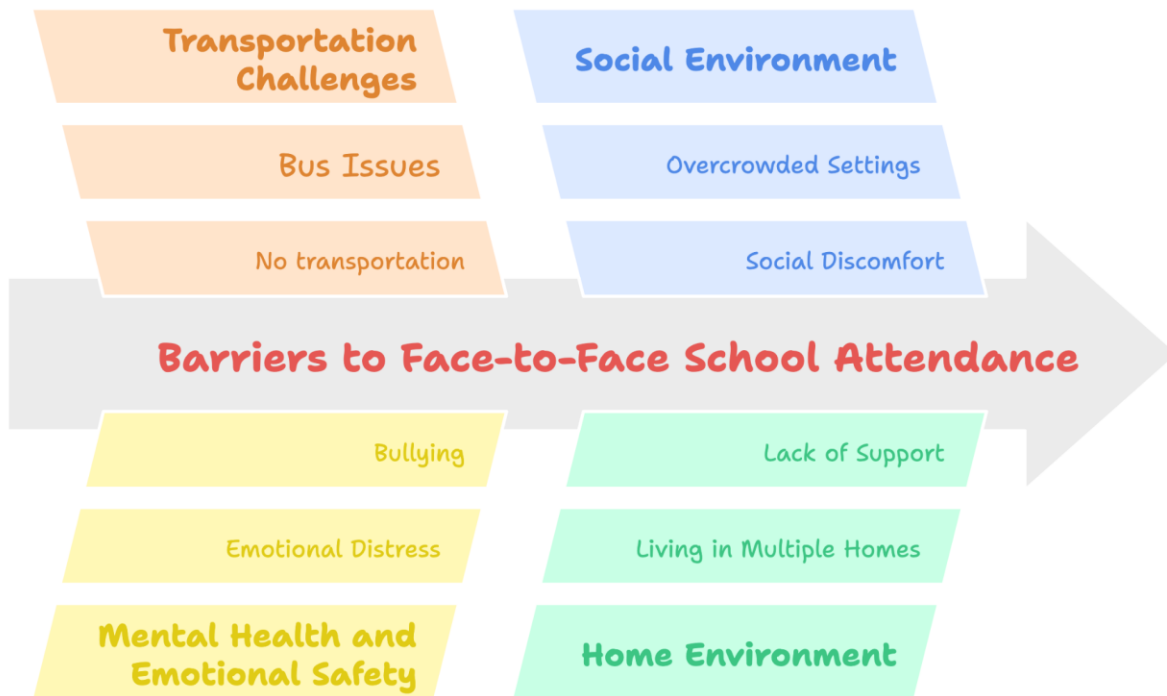 Transportation
Challenges
Bus Issues
No transportation
Social Environment
Overcrowded Settings
Social Discomfort
Barriers to Face-to-Face School Attendance
Bullying
Emotional Distress
Mental Health and
Emotional Safety
Lack of Support
Living in Multiple Homes
Home Environment